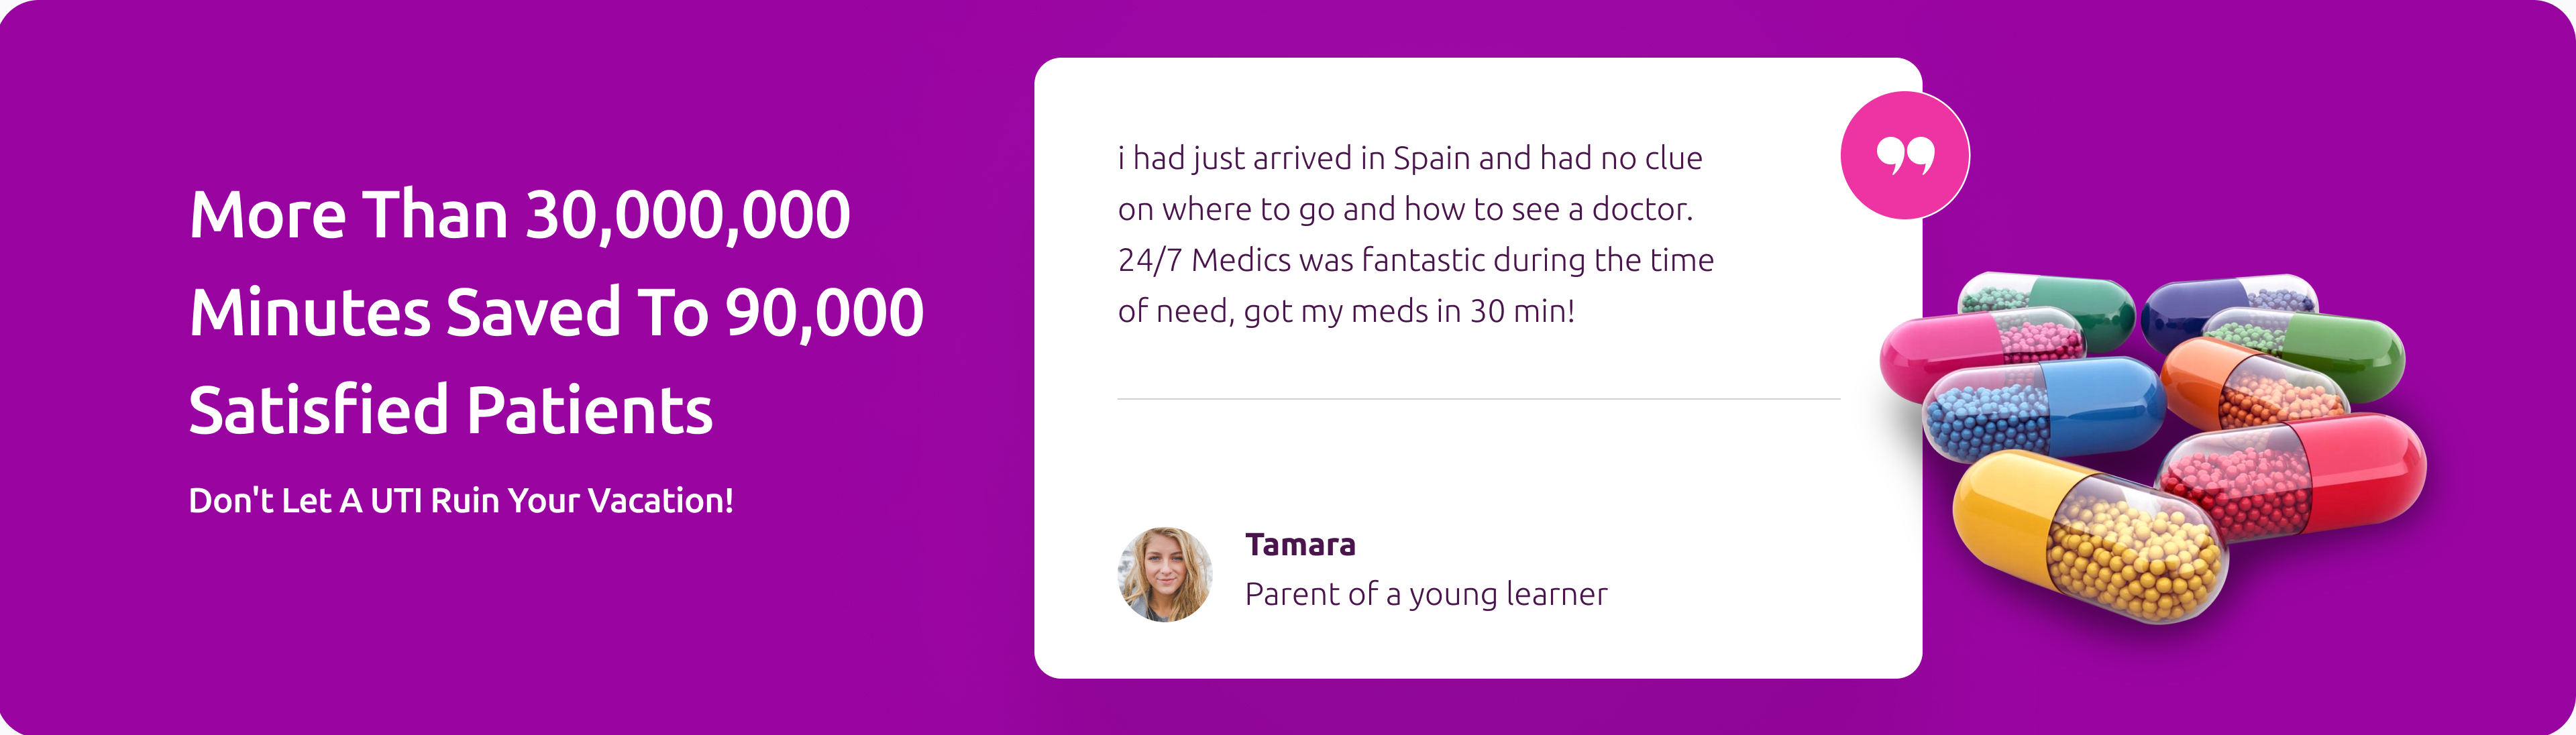 More Than 30,000,000
Minutes Saved To 90,000
Satisfied Patients
Don't Let A UTI Ruin Your Vacation!
i had just arrived in Spain and had no clue
on where to go and how to see a doctor.
24/7 Medics was fantastic during the time
of need, got my meds in 30 min!
Tamara
Parent of a young learner